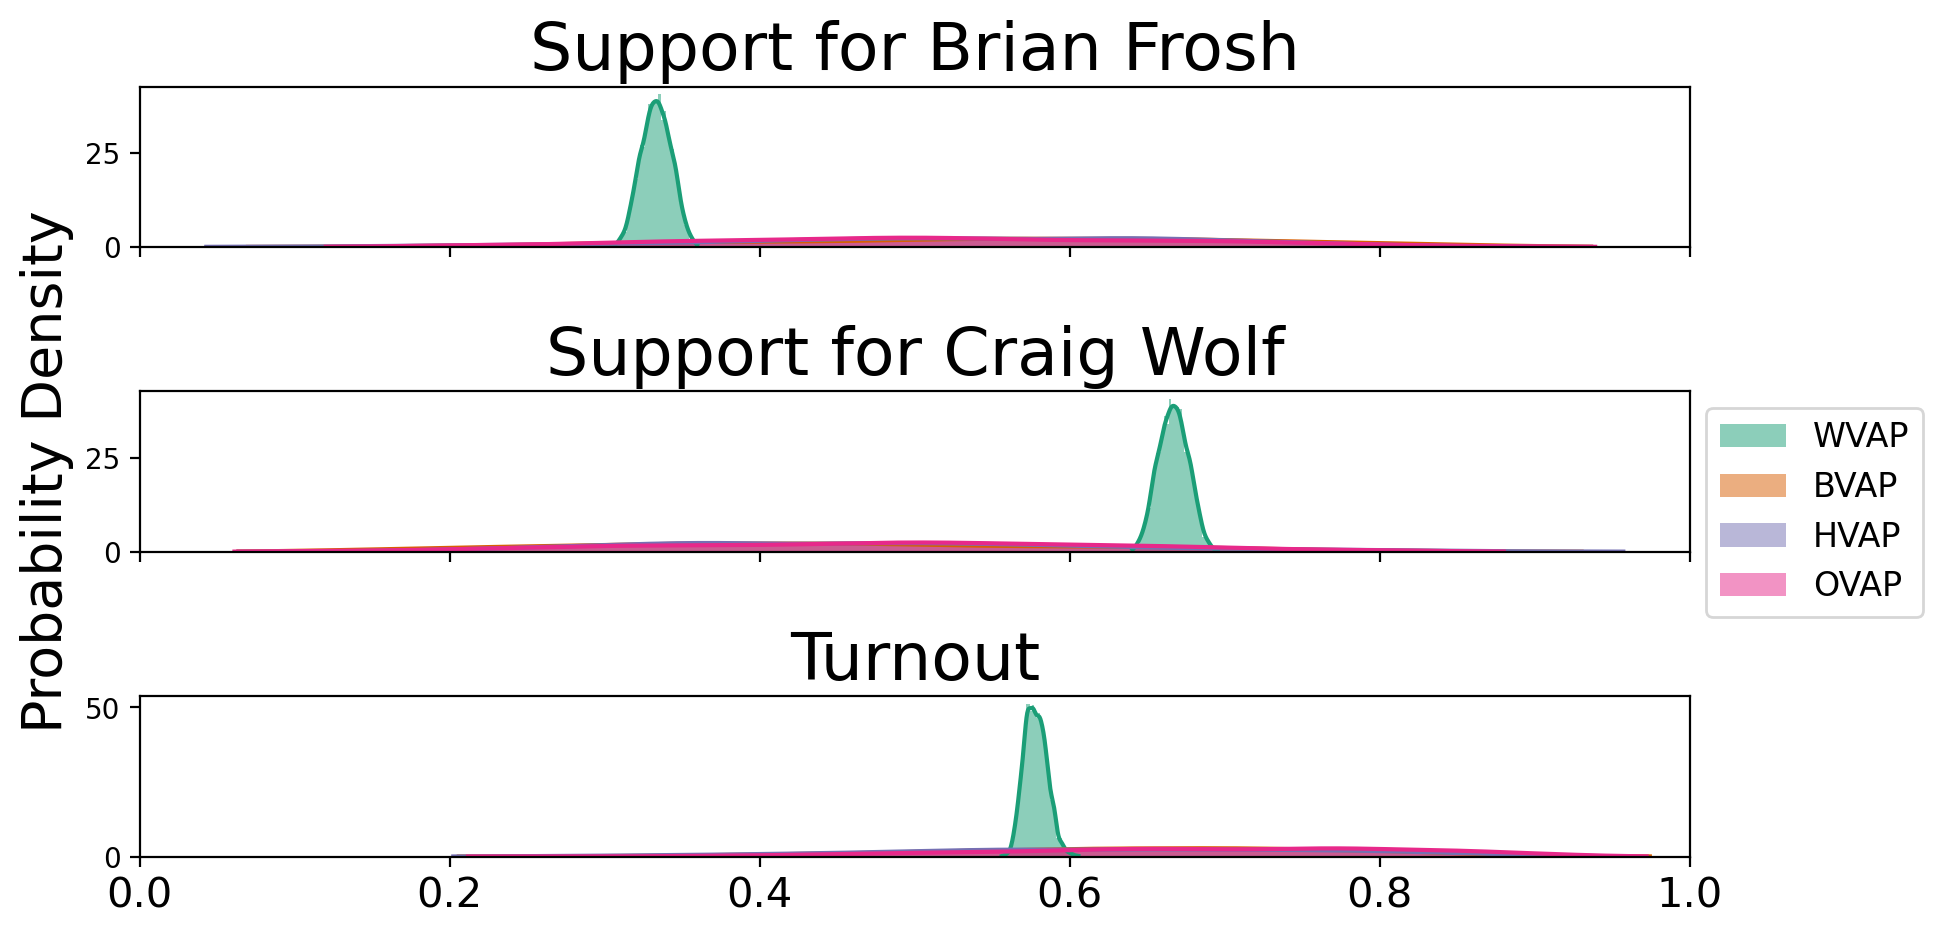 Support for Brian Frosh
25
0
Support for Craig Wolf
25
0
Turnout
50
0
0.0 0.2 0.4 0.6 0.8 1.0
Probability Density
WVAP
BVAP
HVAP
OVAP